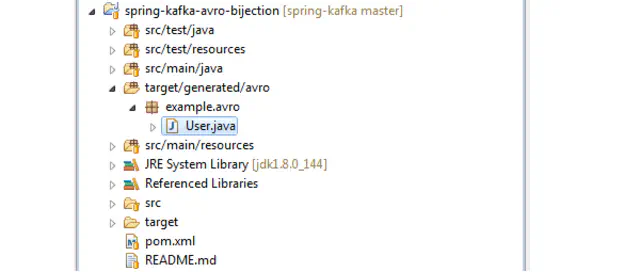 spring-kafka-avro-bijection [spring-kafka master]
src/test/java
src/test/resources
src/main/java
target/generated/avro
example.avro
User.java
src/main/resources
JRE System Library [jdk1.8.0_144]
Referenced Libraries
src
target
pom.xml
README.md